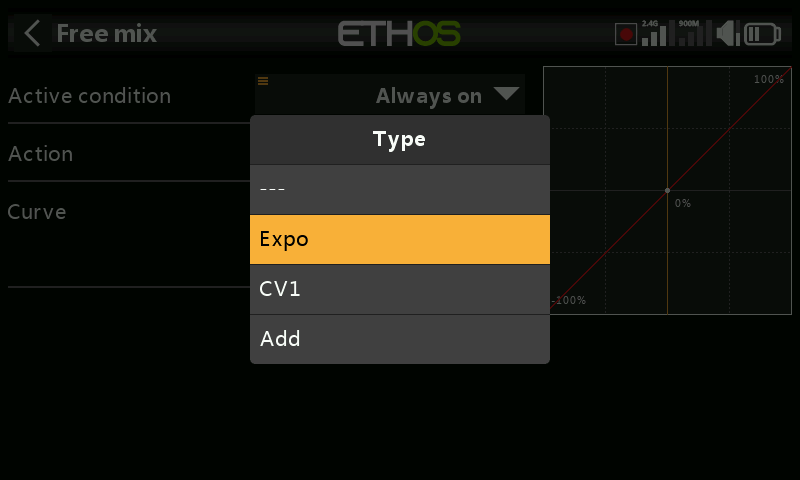 Free mix
ETHOS
2.4G
900M
Active condition
Always on
Action
Curve
Type
---
Expo
CV1
Add
100%
0%
-100%